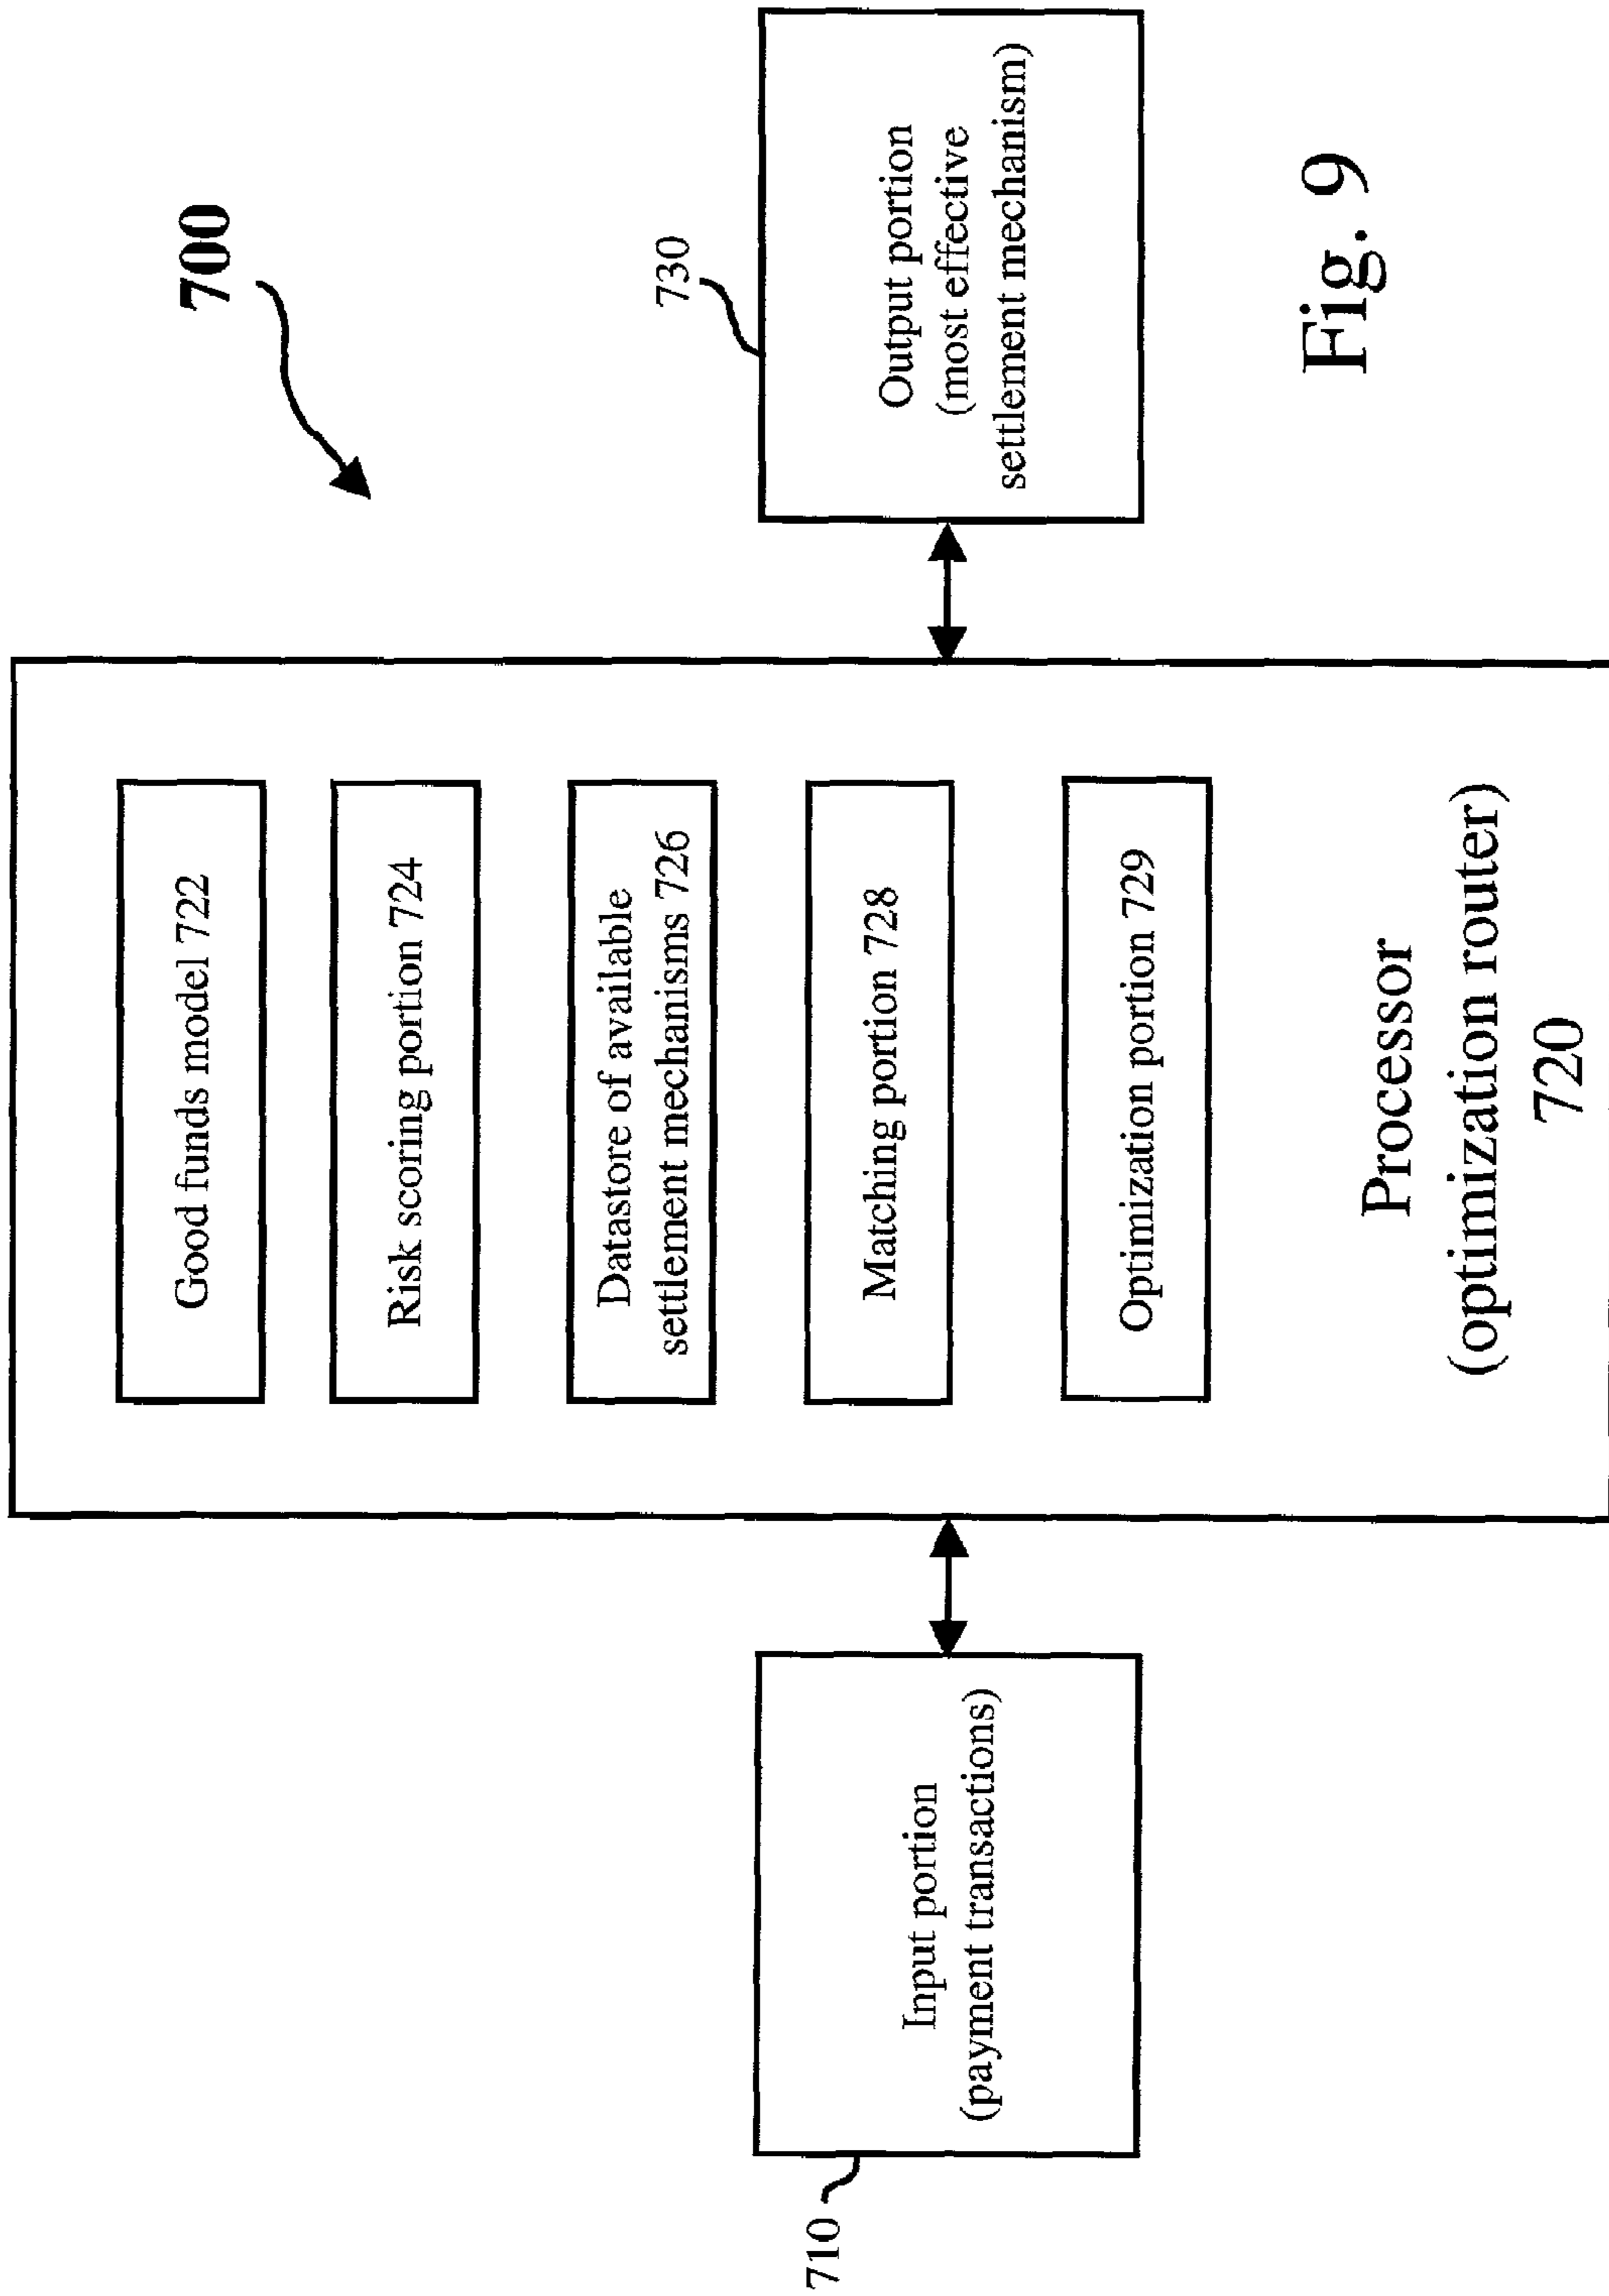 700
710
Input portion
(payment transactions)
Good funds model 722
Risk scoring portion 724
Datastore of available
settlement mechanisms 726
Matching portion 728
Optimization portion 729
Processor
(optimization router)
720
730
Output portion
(most effective
settlement mechanism)
Fig. 9